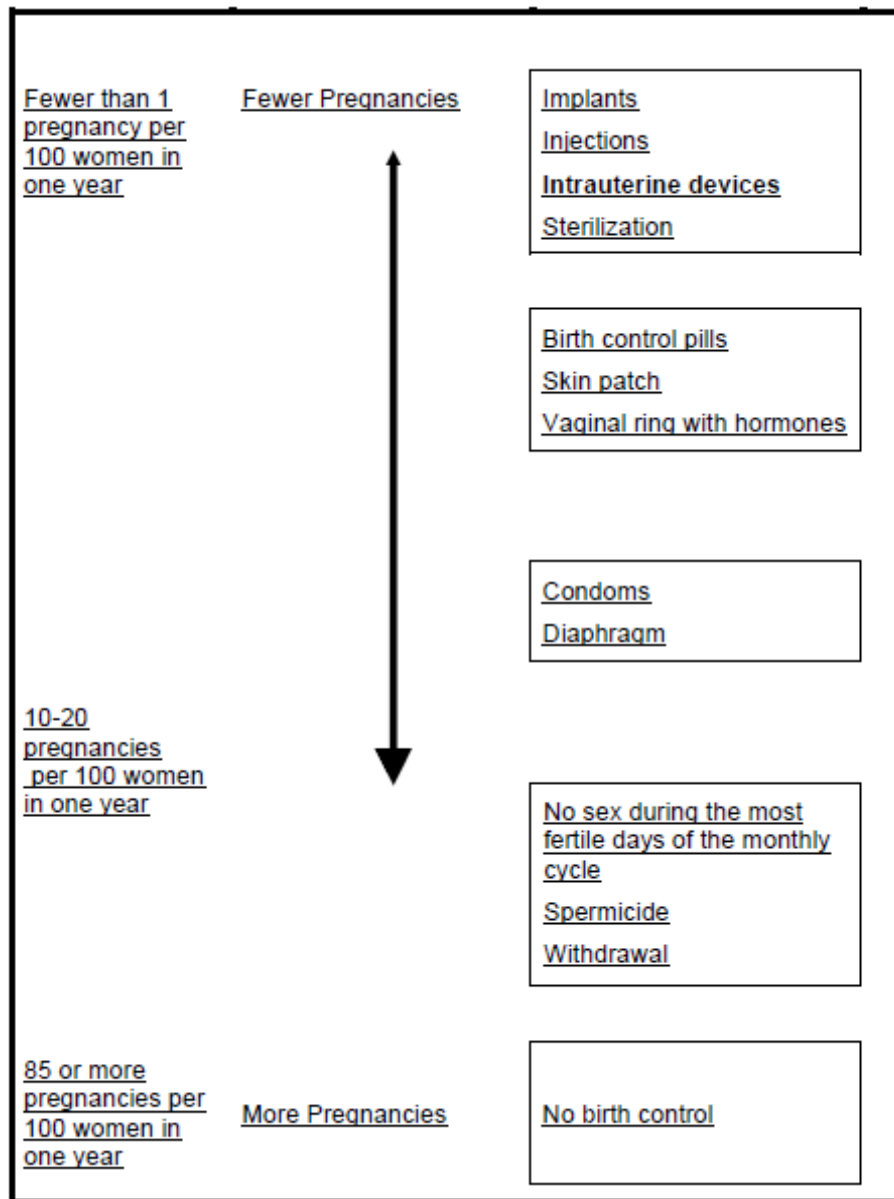 Fewer than 1
pregnancy per
100 women in
one year
Fewer Pregnancies
Implants
Injections
Intrauterine devices
Sterilization
Birth control pills
Skin patch
Vaginal ring with hormones
Condoms
Diaphragm
10-20
pregnancies
per 100 women
in one year
No sex during the most
fertile days of the monthly
cycle
Spermicide
Withdrawal
85 or more
pregnancies per
100 women in
one year
More Pregnancies
No birth control